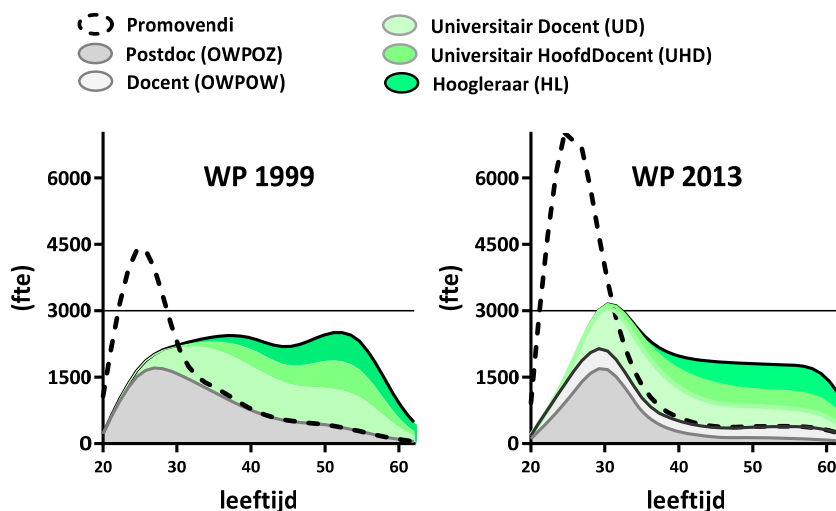 Promovendi
Postdoc (OWPOZ)
Docent (OWPOW)
Universitair Docent (UD)
Universitair HoofdDocent (UHD)
Hoogleraar (HL)
WP 1999
(fte)
6000
4500
3000
1500
0
20 30 40 50 60
leeftijd
WP 2013
(fte)
6000
4500
3000
1500
0
20 30 40 50 60
leeftijd